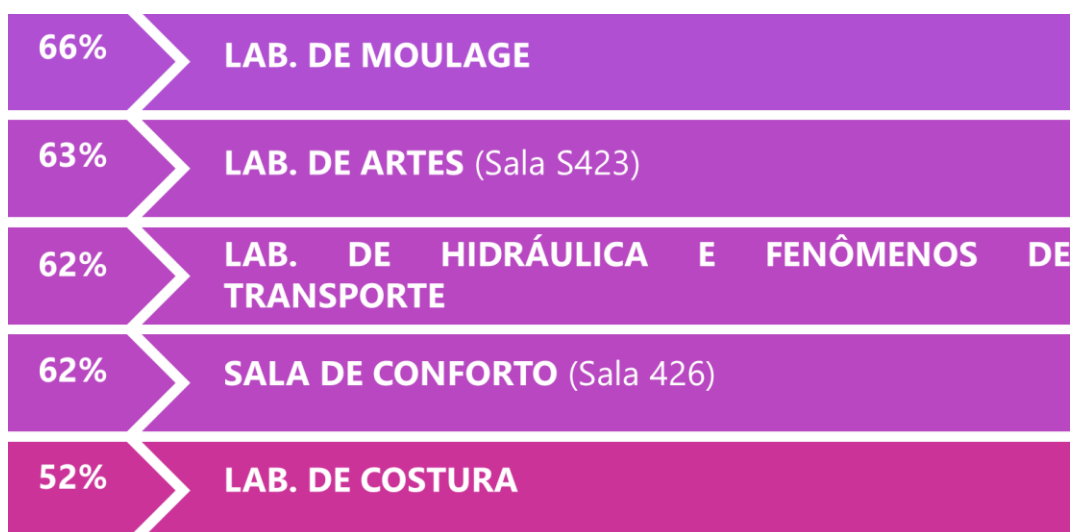 66% LAB. DE MOULAGE
63% LAB. DE ARTES (Sala S423)
62% LAB. DE HIDRÁULICA E FENÔMENOS DE
TRANSPORTE
62% SALA DE CONFORTO (Sala 426)
52% LAB. DE COSTURA